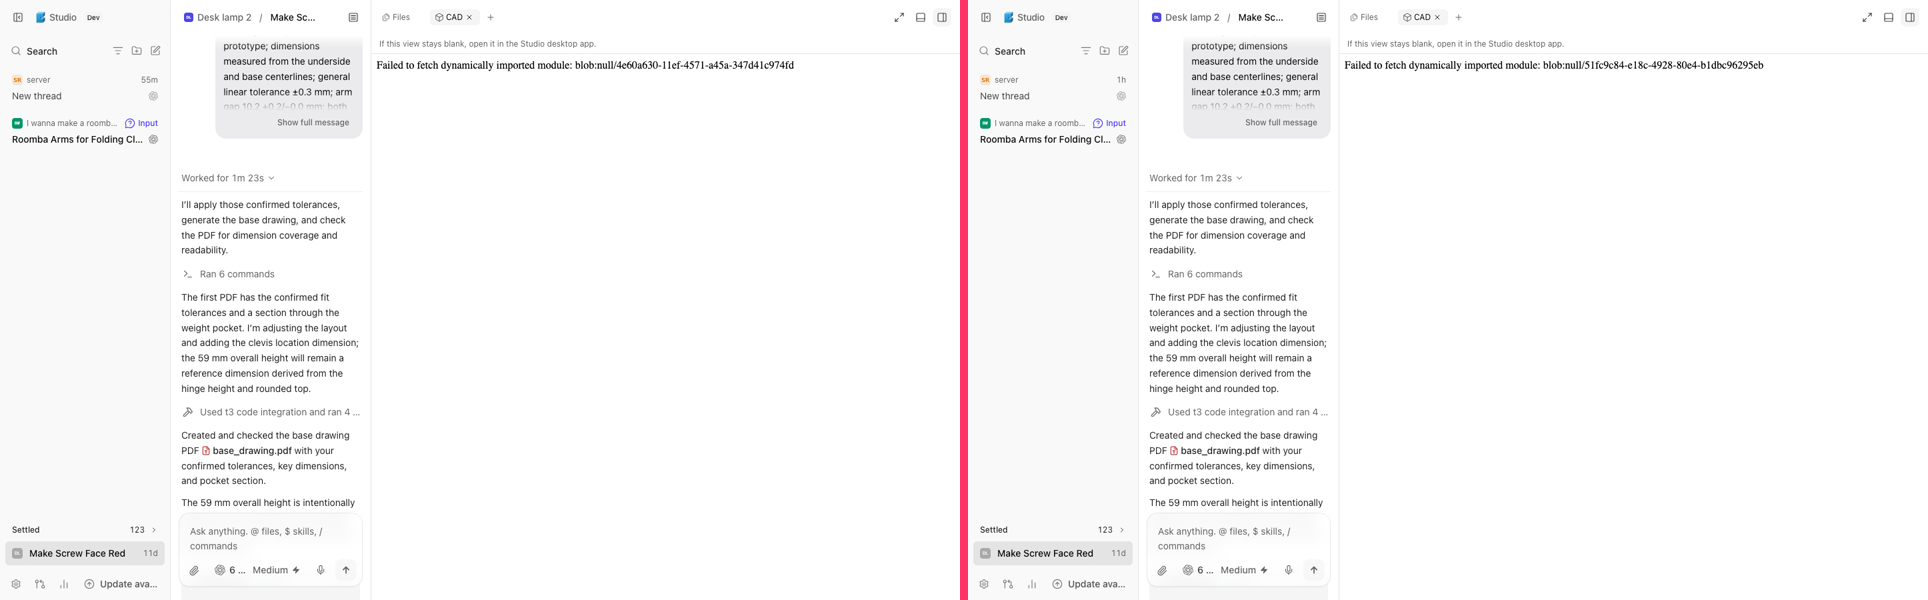 Studio Dev
Search
server 55m
New thread
I wanna make a roomb... Input
Roomba Arms for Folding Cl...
Settled 123
Make Screw Face Red 11d
Update ava...
Desk lamp 2 / Make Sc...
prototype; dimensions
measured from the underside
and base centerlines; general
linear tolerance ±0.3 mm; arm
gap 10.2 +0.2/−0.0 mm; both
Show full message
Worked for 1m 23s
I'll apply those confirmed tolerances,
generate the base drawing, and check
the PDF for dimension coverage and
readability.
Ran 6 commands
The first PDF has the confirmed fit
tolerances and a section through the
weight pocket. I'm adjusting the layout
and adding the clevis location dimension;
the 59 mm overall height will remain a
reference dimension derived from the
hinge height and rounded top.
Used t3 code integration and ran 4 ...
Created and checked the base drawing
PDF base_drawing.pdf with your
confirmed tolerances, key dimensions,
and pocket section.
The 59 mm overall height is intentionally
Ask anything. @ files, $ skills, /
commands
6 ... Medium
Files CAD
If this view stays blank, open it in the Studio desktop app.
Failed to fetch dynamically imported module: blob:null/4e60a630-11ef-4571-a45a-347d41c974fd
Studio Dev
Search
server 1h
New thread
I wanna make a roomb... Input
Roomba Arms for Folding Cl...
Settled 123
Make Screw Face Red 11d
Update ava...
Desk lamp 2 / Make Sc...
prototype; dimensions
measured from the underside
and base centerlines; general
linear tolerance ±0.3 mm; arm
gap 10.2 +0.2/−0.0 mm; both
Show full message
Worked for 1m 23s
I'll apply those confirmed tolerances,
generate the base drawing, and check
the PDF for dimension coverage and
readability.
Ran 6 commands
The first PDF has the confirmed fit
tolerances and a section through the
weight pocket. I'm adjusting the layout
and adding the clevis location dimension;
the 59 mm overall height will remain a
reference dimension derived from the
hinge height and rounded top.
Used t3 code integration and ran 4 ...
Created and checked the base drawing
PDF base_drawing.pdf with your
confirmed tolerances, key dimensions,
and pocket section.
The 59 mm overall height is intentionally
Ask anything. @ files, $ skills, /
commands
6 ... Medium
Files CAD
If this view stays blank, open it in the Studio desktop app.
Failed to fetch dynamically imported module: blob:null/51fc9c84-e18c-4928-80e4-b1dbc96295eb